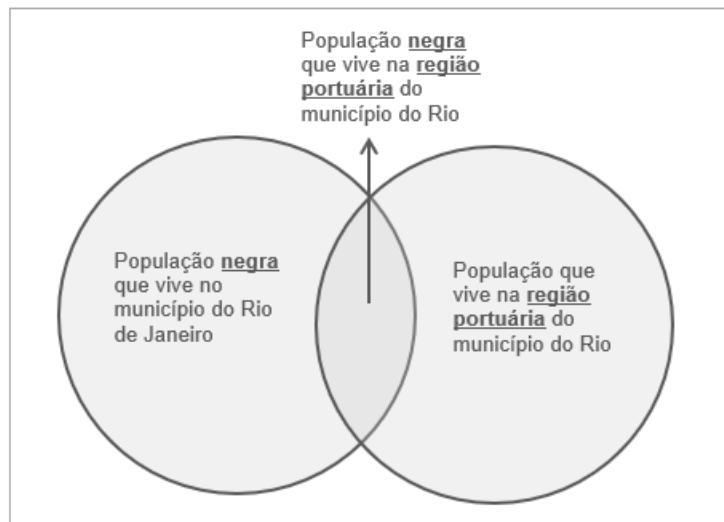 População negra
que vive na região
portuária do
município do Rio
População negra
que vive no
município do Rio
de Janeiro
População que
vive na região
portuária do
município do Rio